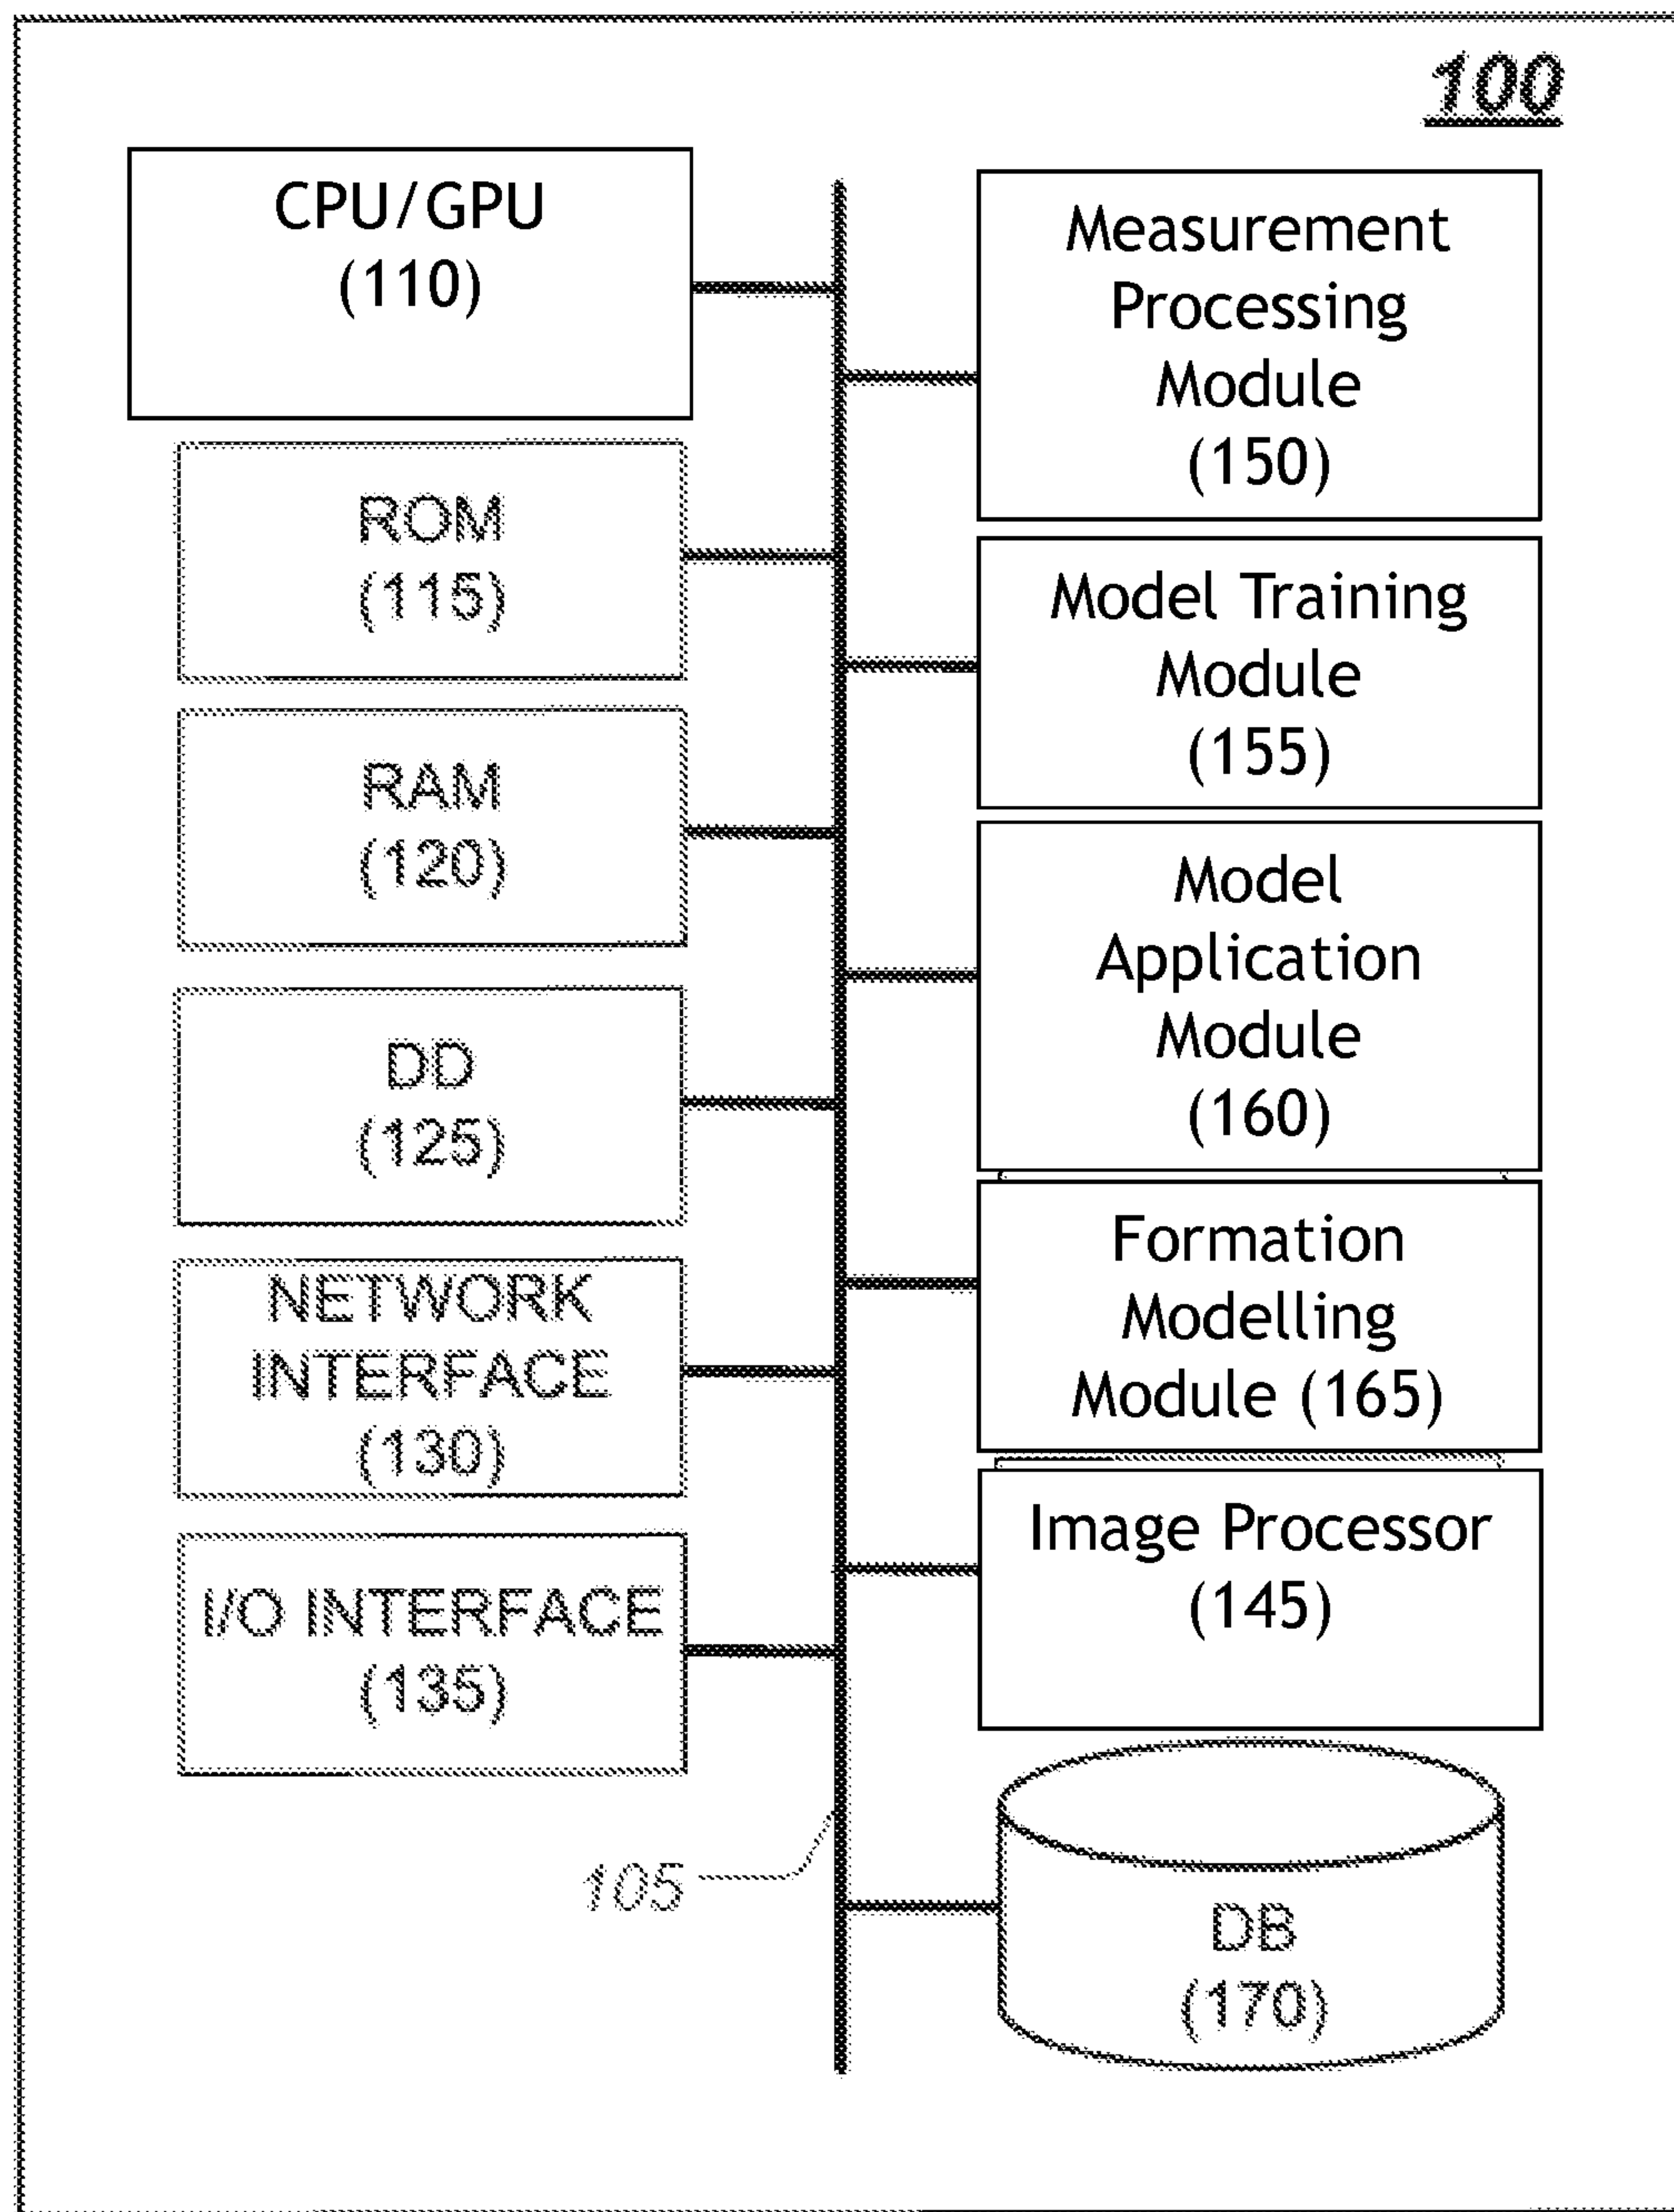 100
CPU/GPU
(110)
ROM
(115)
RAM
(120)
DD
(125)
NETWORK
INTERFACE
(130)
I/O INTERFACE
(135)
105
Measurement
Processing
Module
(150)
Model Training
Module
(155)
Model
Application
Module
(160)
Formation
Modelling
Module (165)
Image Processor
(145)
DB
(170)